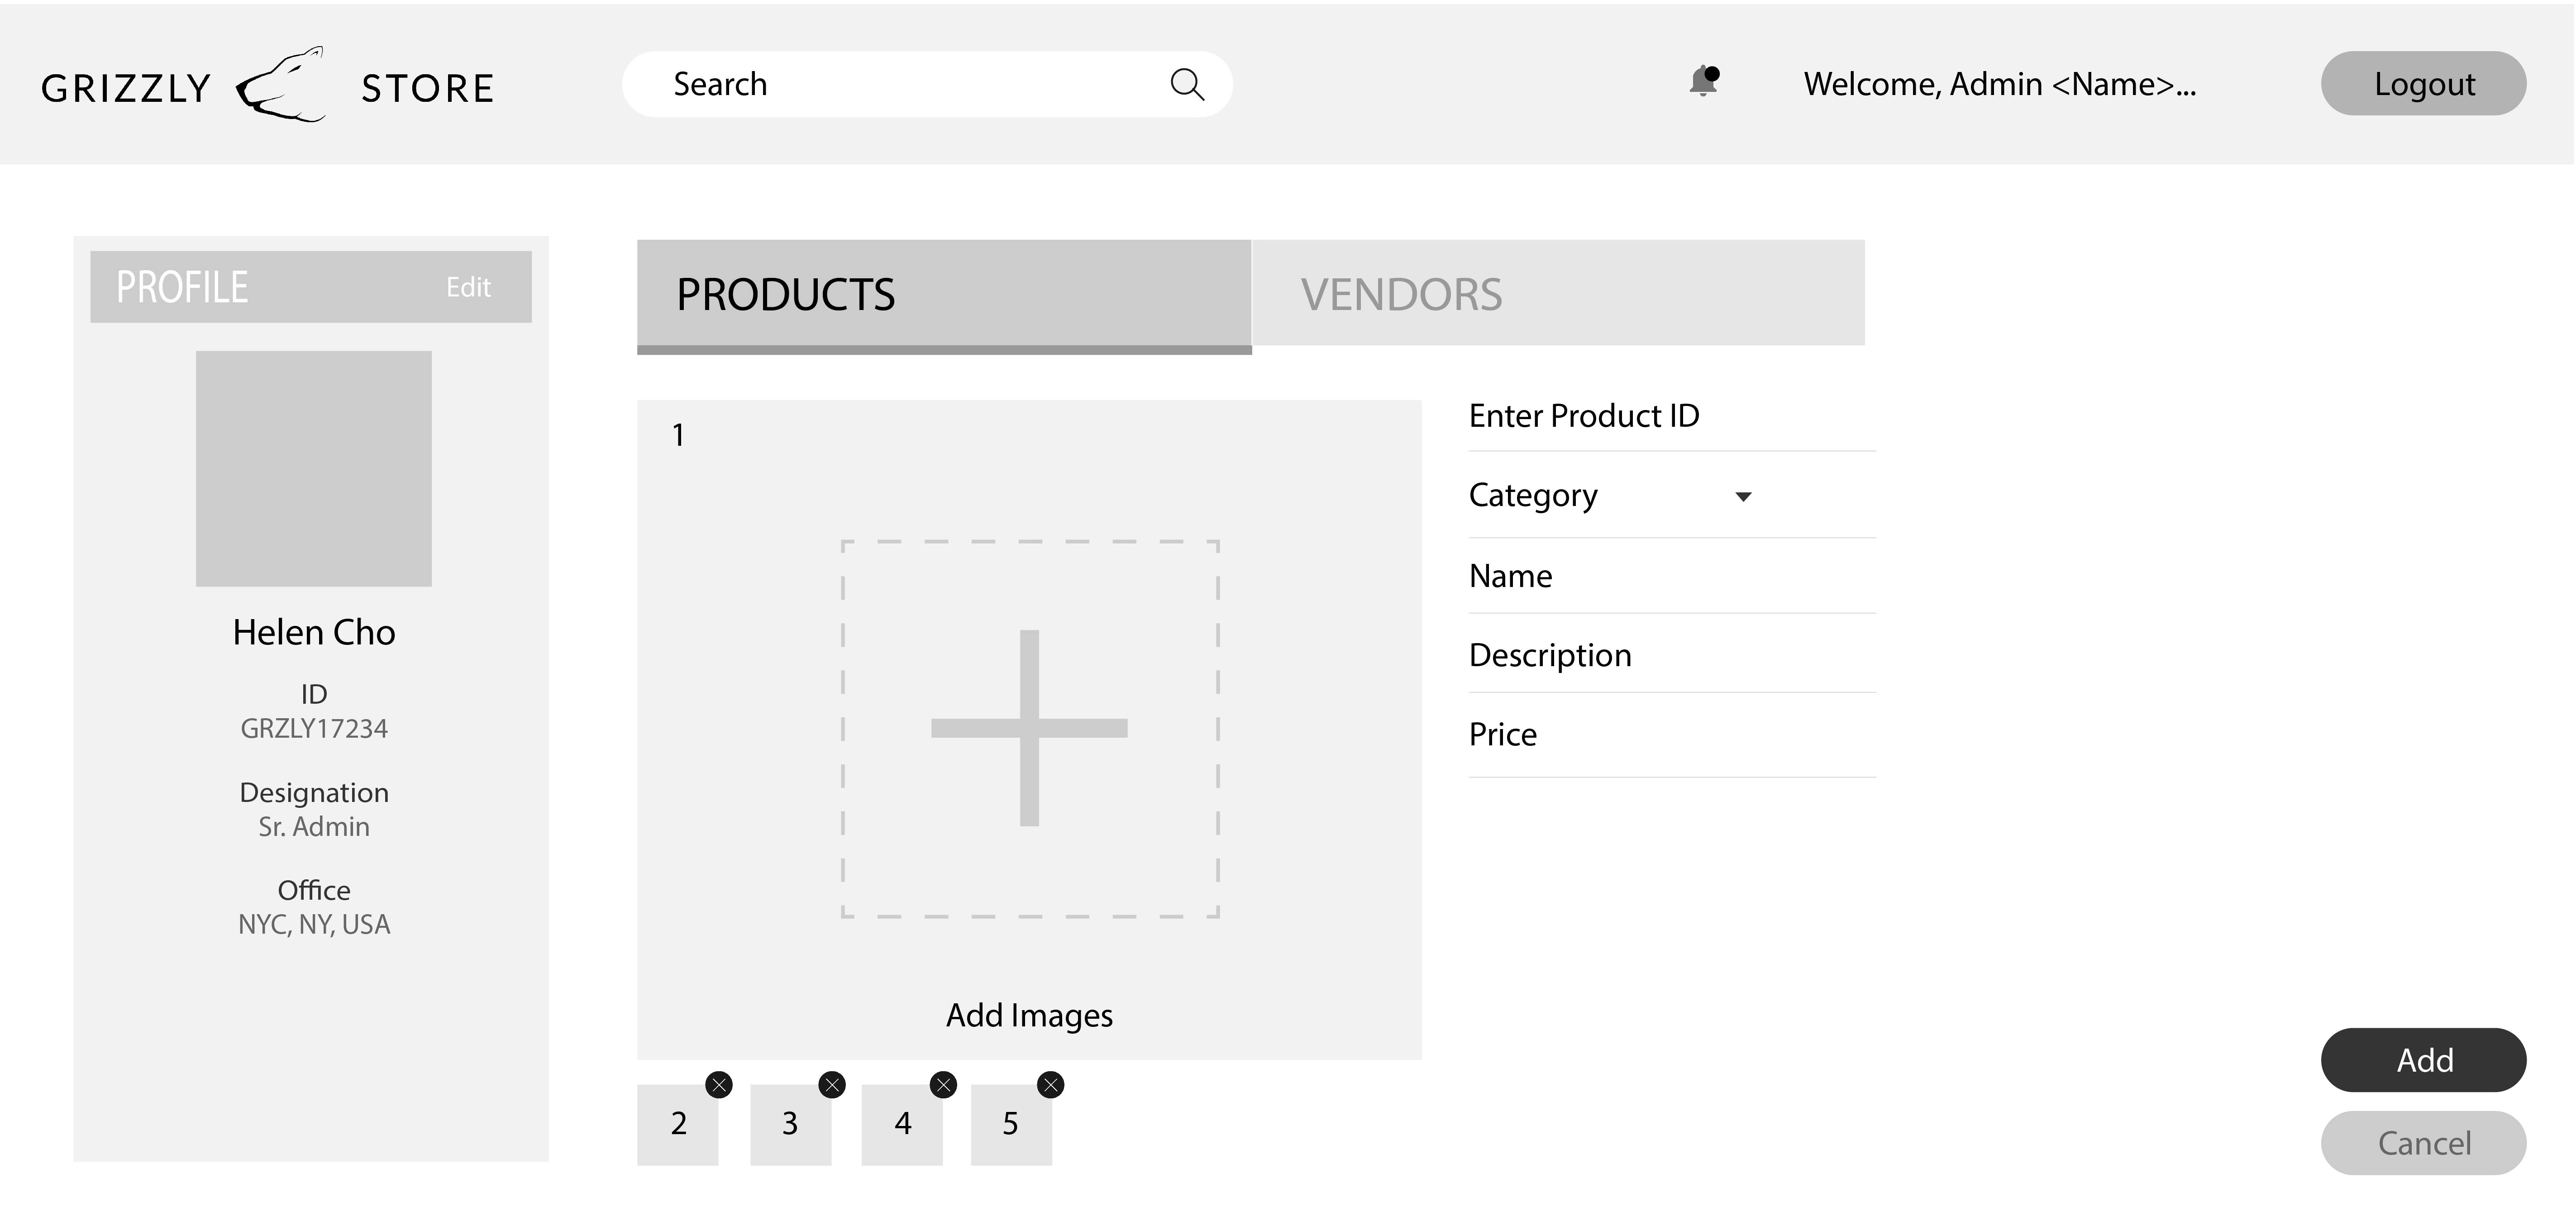 GRIZZLY STORE
Search
Welcome, Admin <Name>...
Logout
PROFILE
Edit
Helen Cho
ID
GRZLY17234
Designation
Sr. Admin
Office
NYC, NY, USA
PRODUCTS
VENDORS
1
Add Images
2
3
4
5
Enter Product ID
Category
Name
Description
Price
Add
Cancel